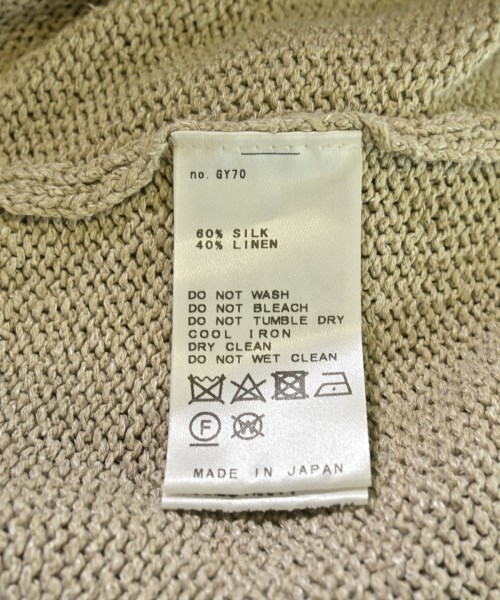 no. GY70
60% SILK
40% LINEN
DO NOT WASH
DO NOT BLEACH
DO NOT TUMBLE DRY
COOL IRON
DRY CLEAN
DO NOT WET CLEAN
F W
MADE IN JAPAN